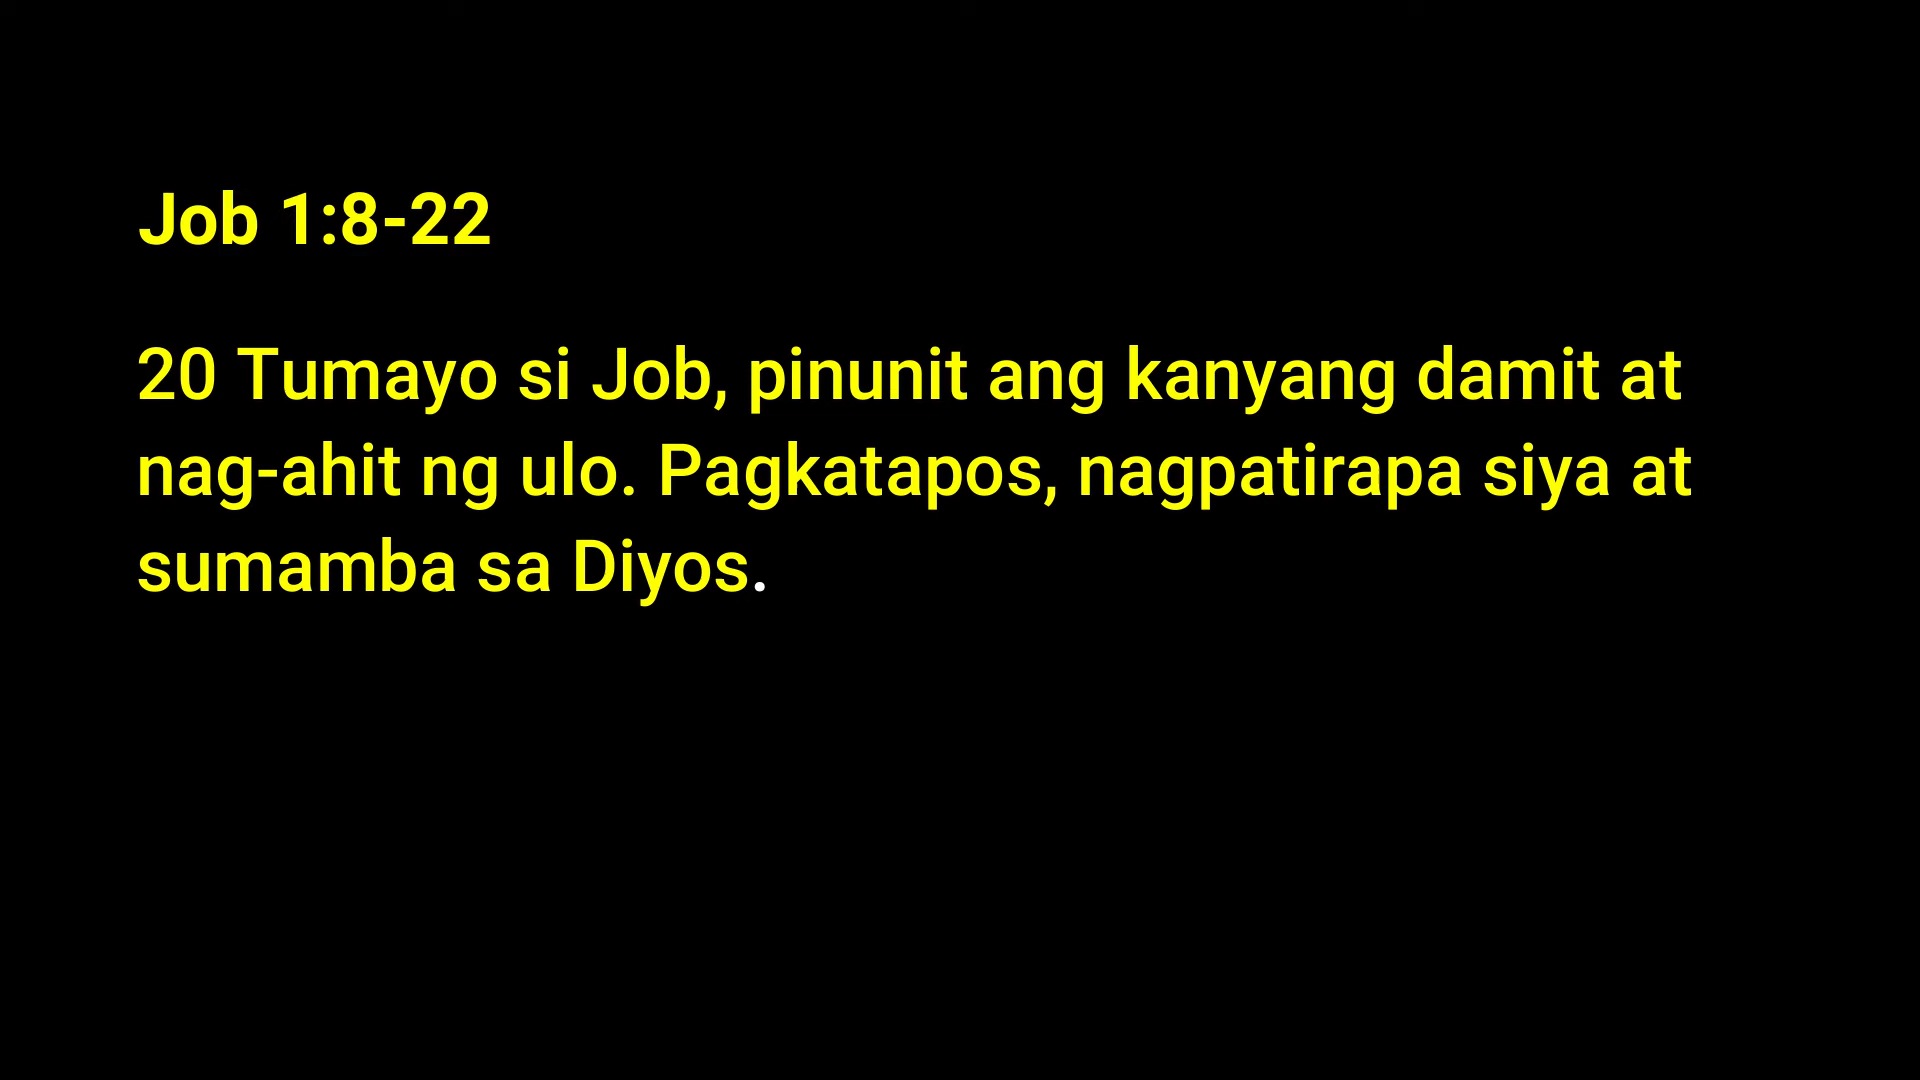 Job 1:8-22
20 Tumayo si Job, pinunit ang kanyang damit at
nag-ahit ng ulo. Pagkatapos, nagpatirapa siya at
sumamba sa Diyos.